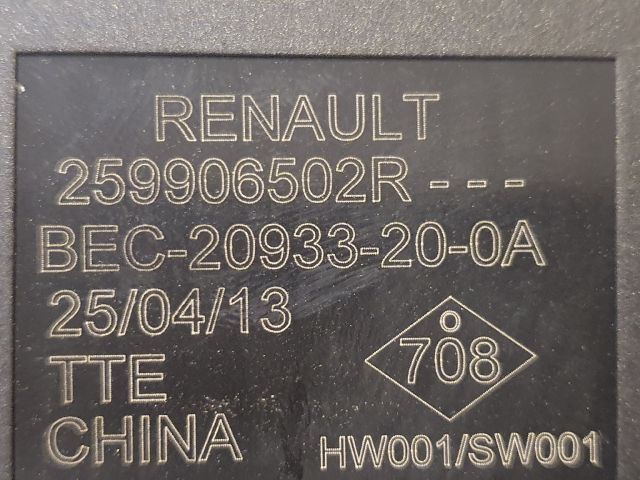 RENAULT
259906502R - - -
BEC-20933-20-0A
25/04/13
TTE
708
CHINA
HW001/SW001